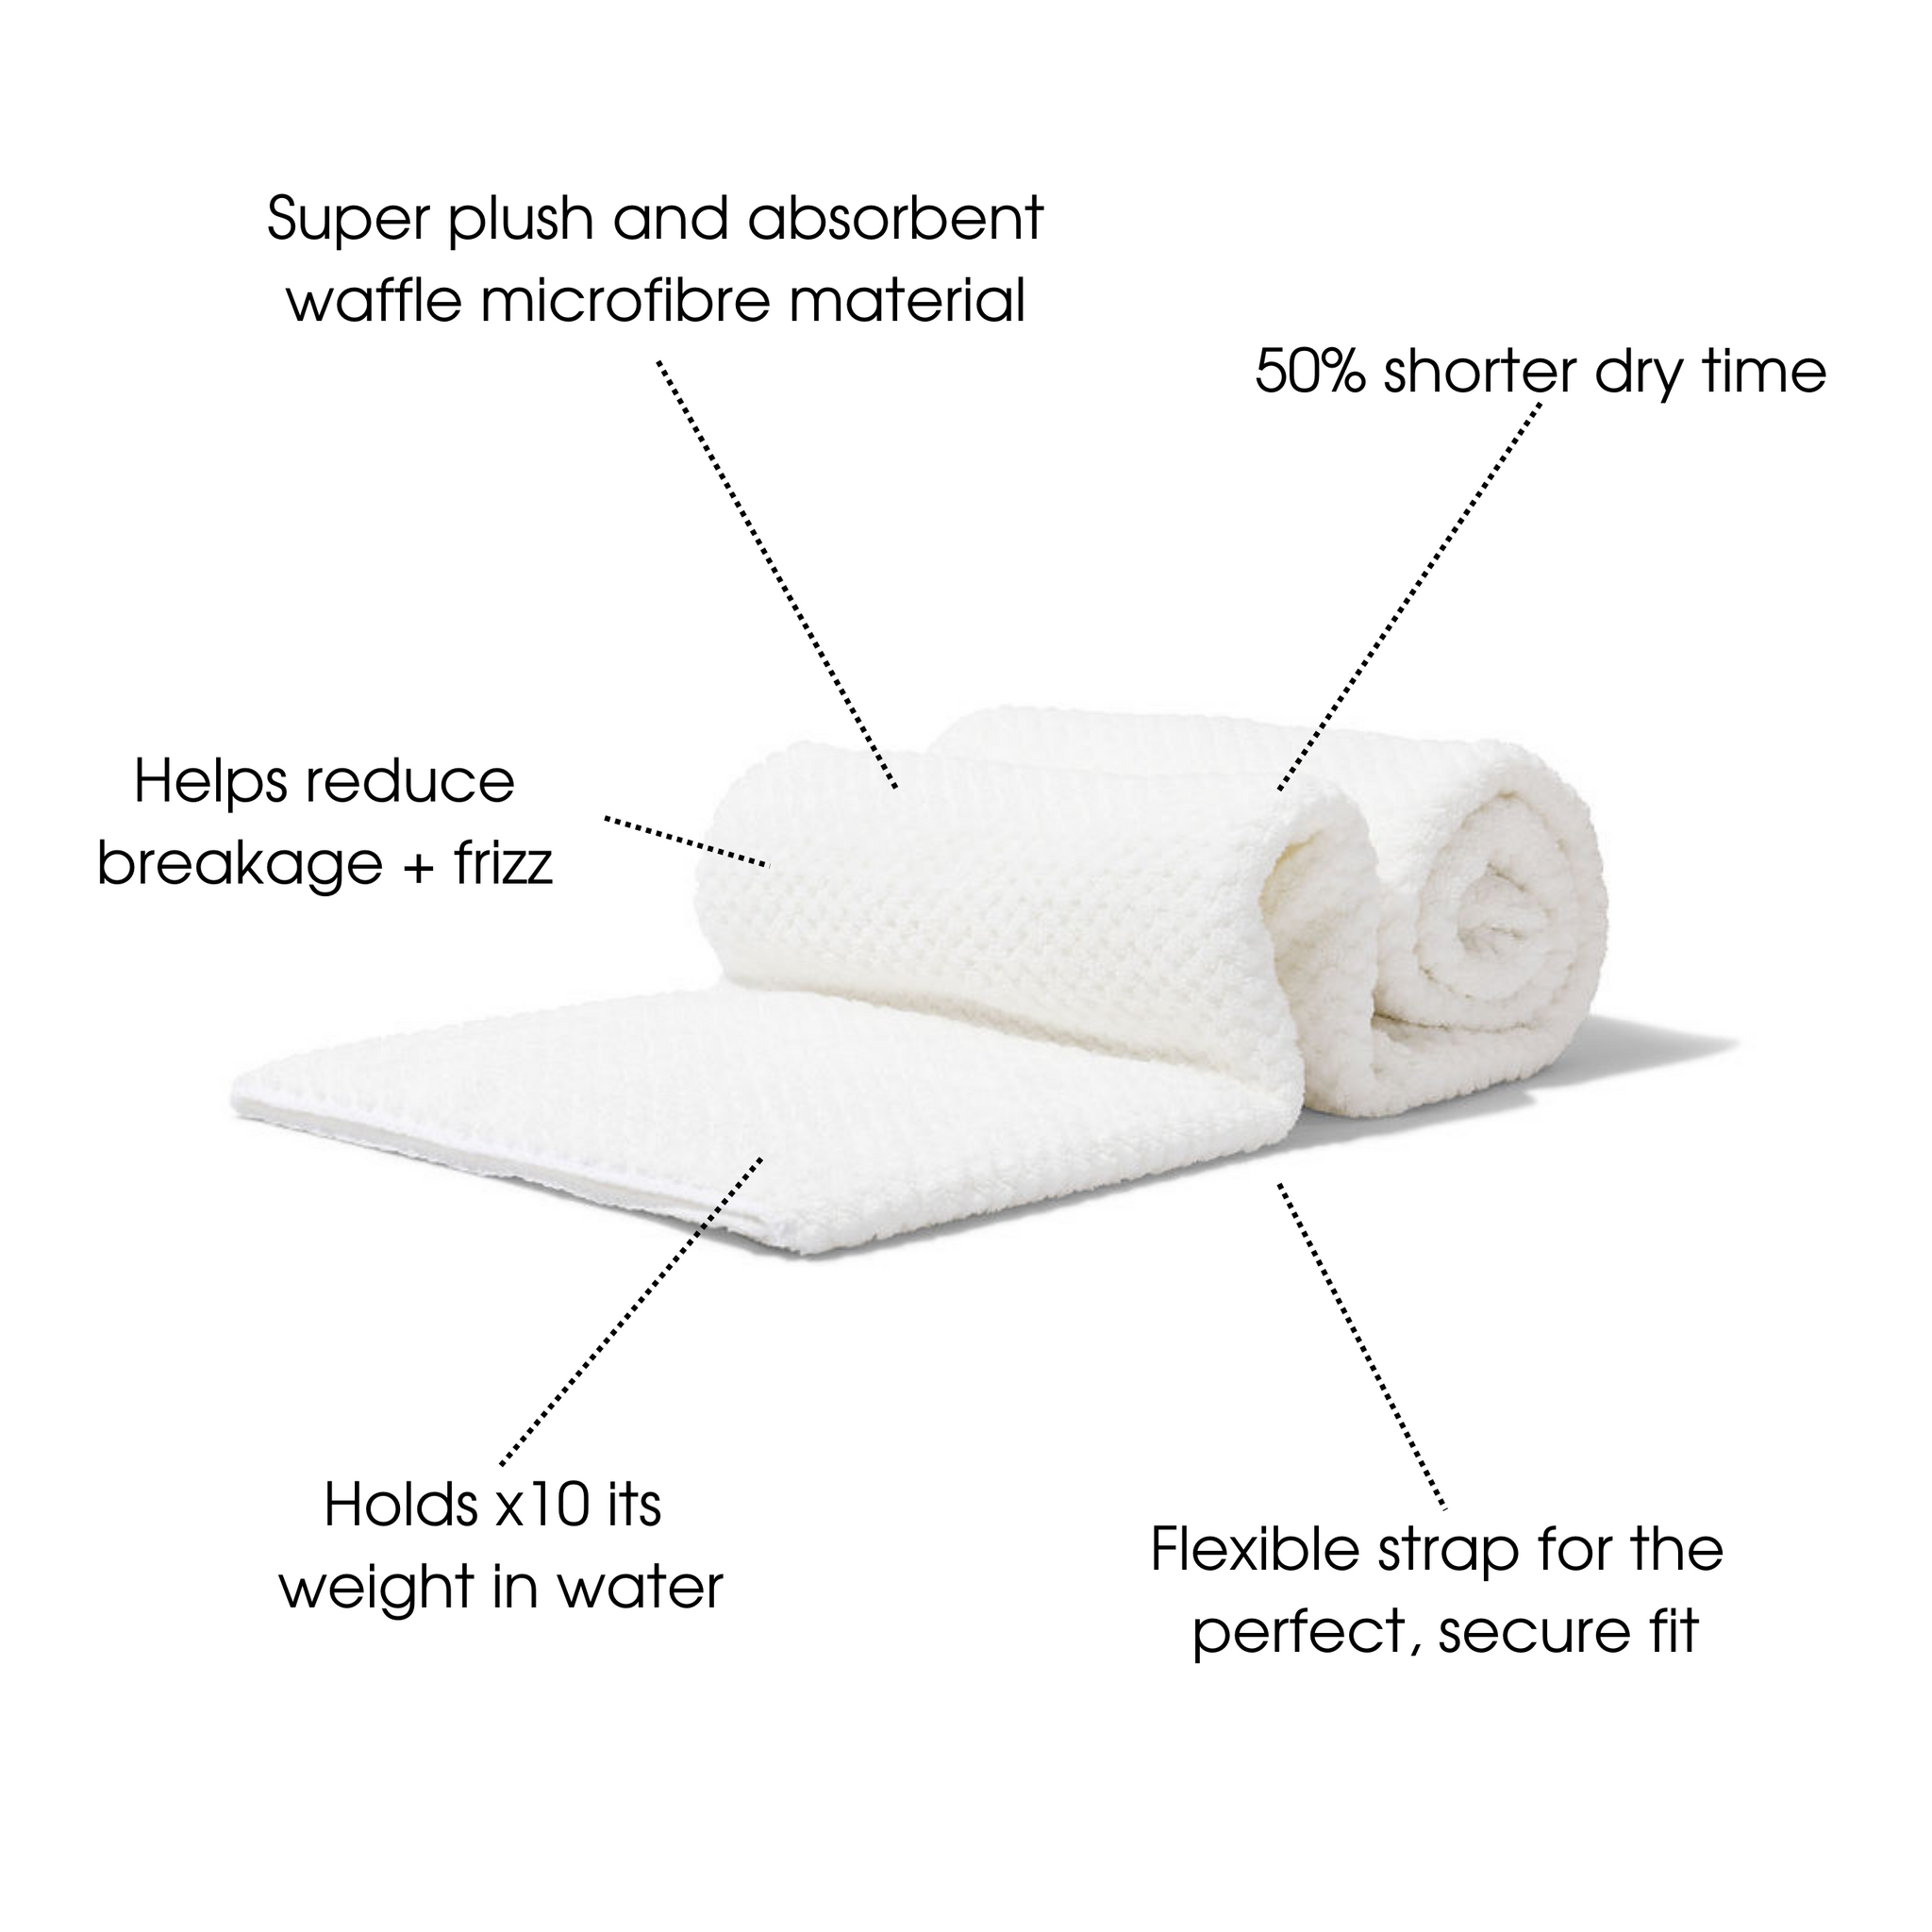 Super plush and absorbent
waffle microfibre material
50% shorter dry time
Helps reduce
breakage + frizz
Holds x10 its
weight in water
Flexible strap for the
perfect, secure fit